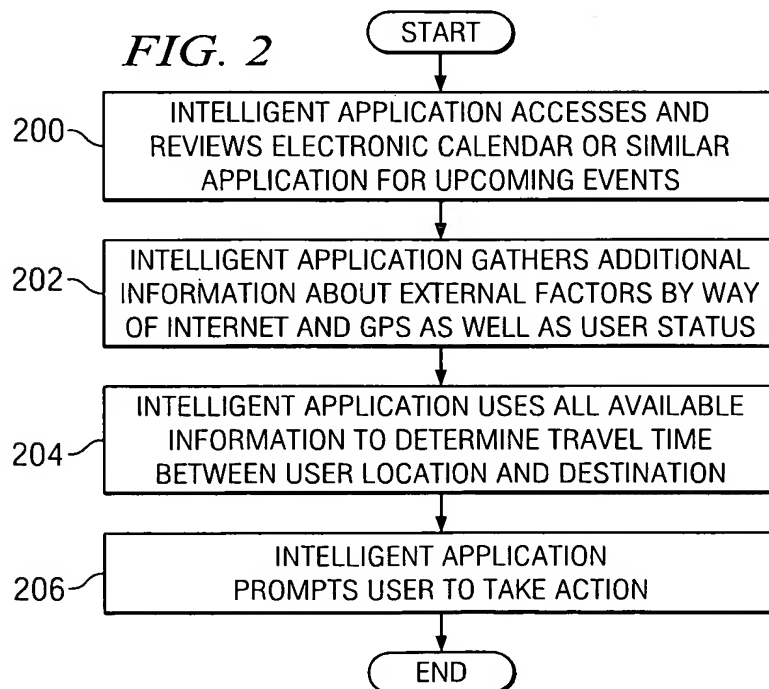 FIG. 2
START
200
INTELLIGENT APPLICATION ACCESSES AND
REVIEWS ELECTRONIC CALENDAR OR SIMILAR
APPLICATION FOR UPCOMING EVENTS
202
INTELLIGENT APPLICATION GATHERS ADDITIONAL
INFORMATION ABOUT EXTERNAL FACTORS BY WAY
OF INTERNET AND GPS AS WELL AS USER STATUS
204
INTELLIGENT APPLICATION USES ALL AVAILABLE
INFORMATION TO DETERMINE TRAVEL TIME
BETWEEN USER LOCATION AND DESTINATION
206
INTELLIGENT APPLICATION
PROMPTS USER TO TAKE ACTION
END